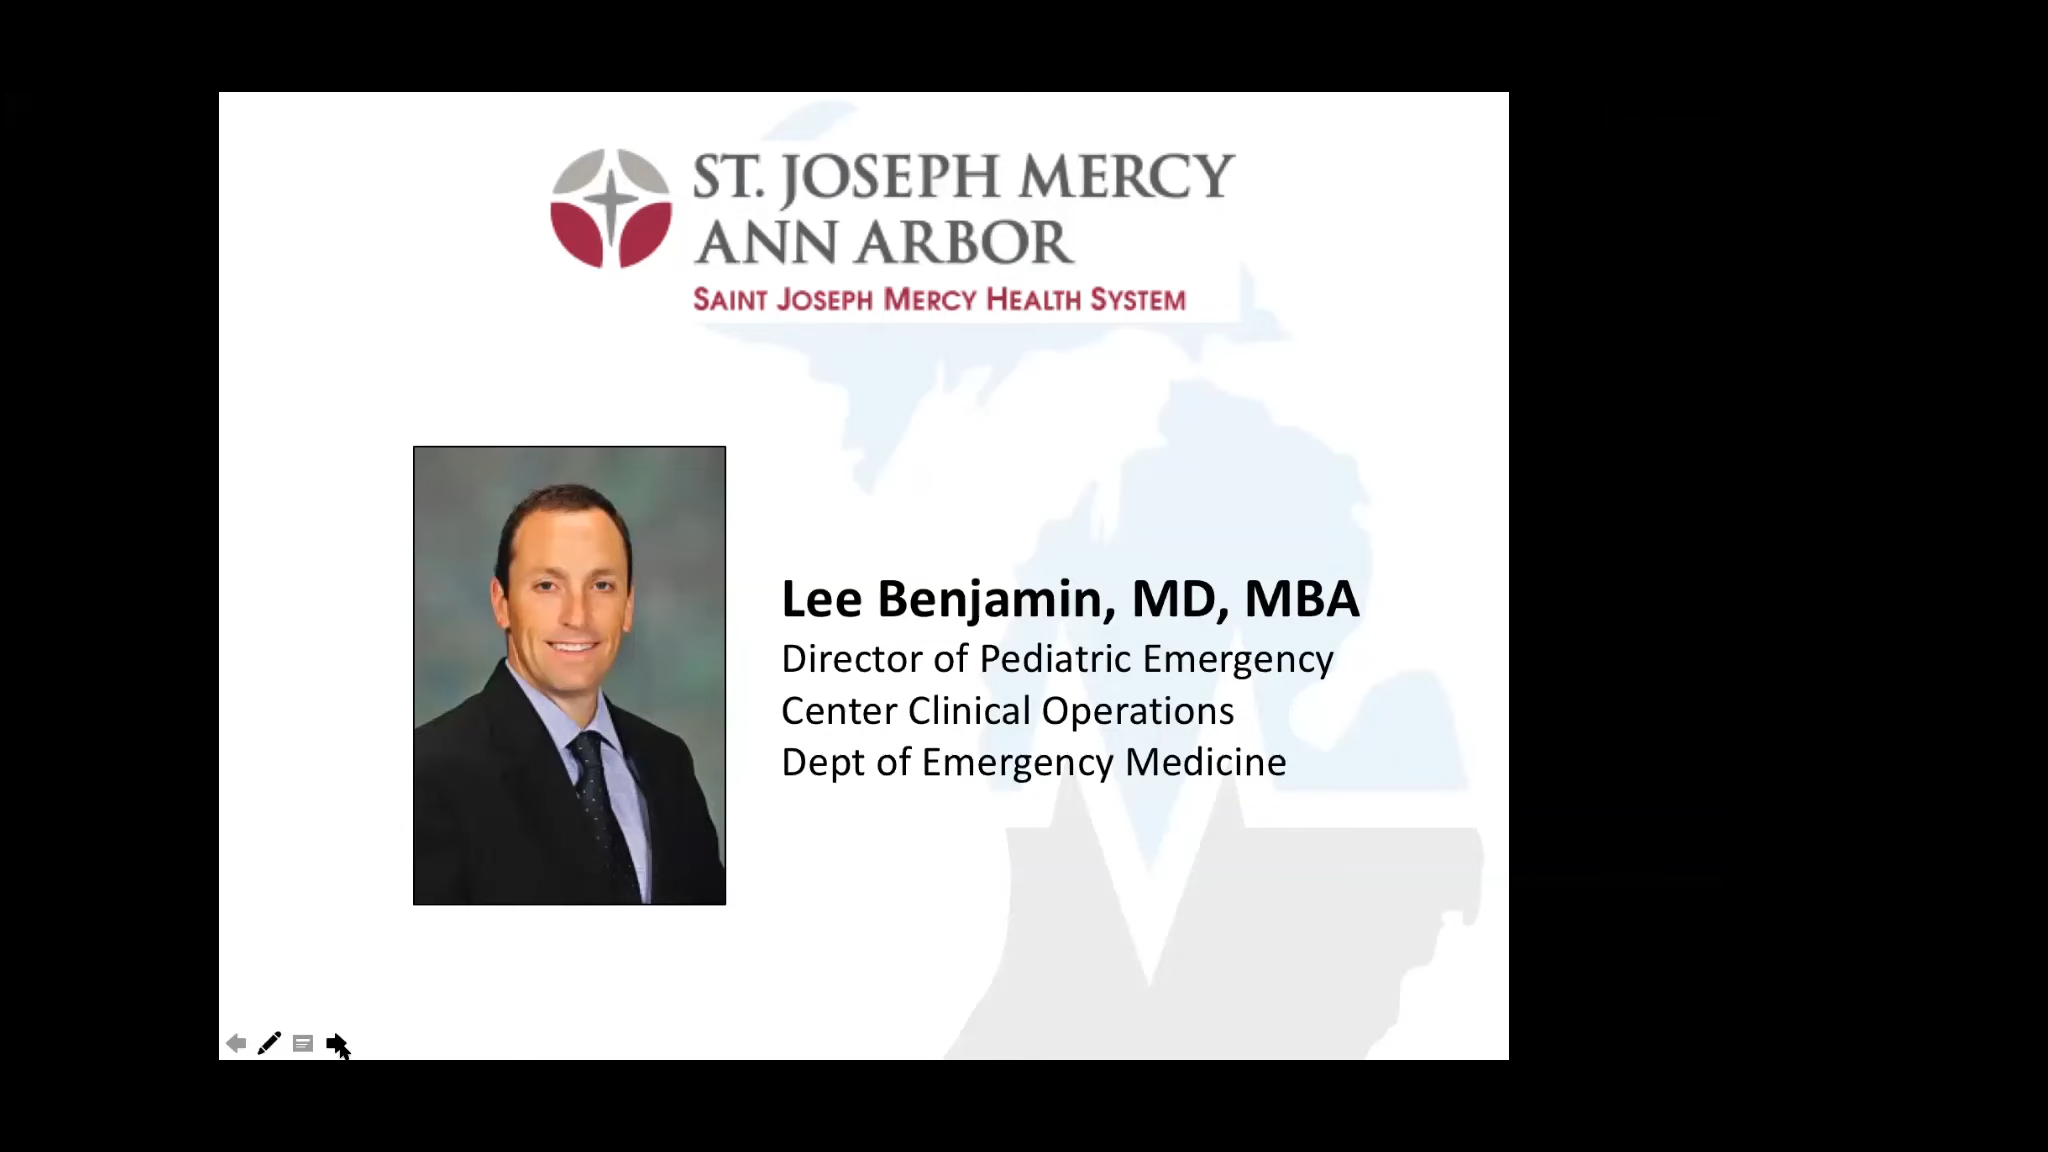 ST. JOSEPH MERCY
ANN ARBOR
SAINT JOSEPH MERCY HEALTH SYSTEM
Lee Benjamin, MD, MBA
Director of Pediatric Emergency
Center Clinical Operations
Dept of Emergency Medicine